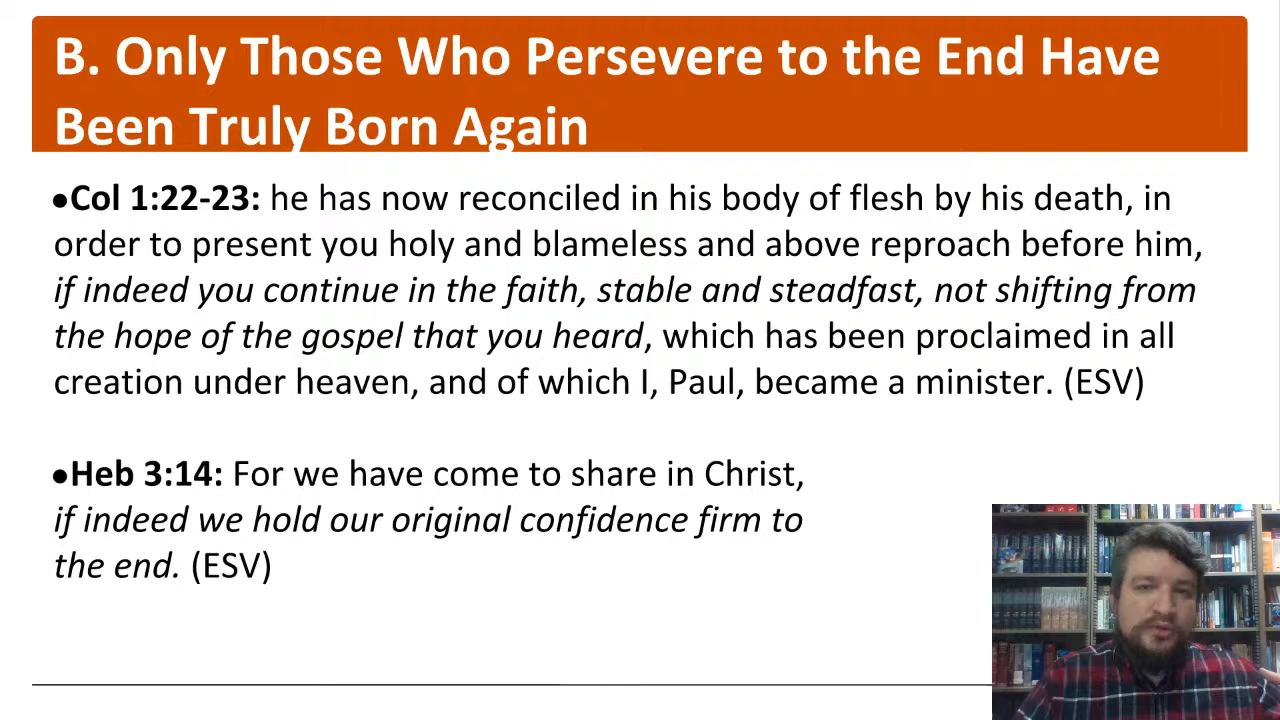 B. Only Those Who Persevere to the End Have
Been Truly Born Again
●Col 1:22-23: he has now reconciled in his body of flesh by his death, in
order to present you holy and blameless and above reproach before him,
if indeed you continue in the faith, stable and steadfast, not shifting from
the hope of the gospel that you heard, which has been proclaimed in all
creation under heaven, and of which I, Paul, became a minister. (ESV)
●Heb 3:14: For we have come to share in Christ,
if indeed we hold our original confidence firm to
the end. (ESV)